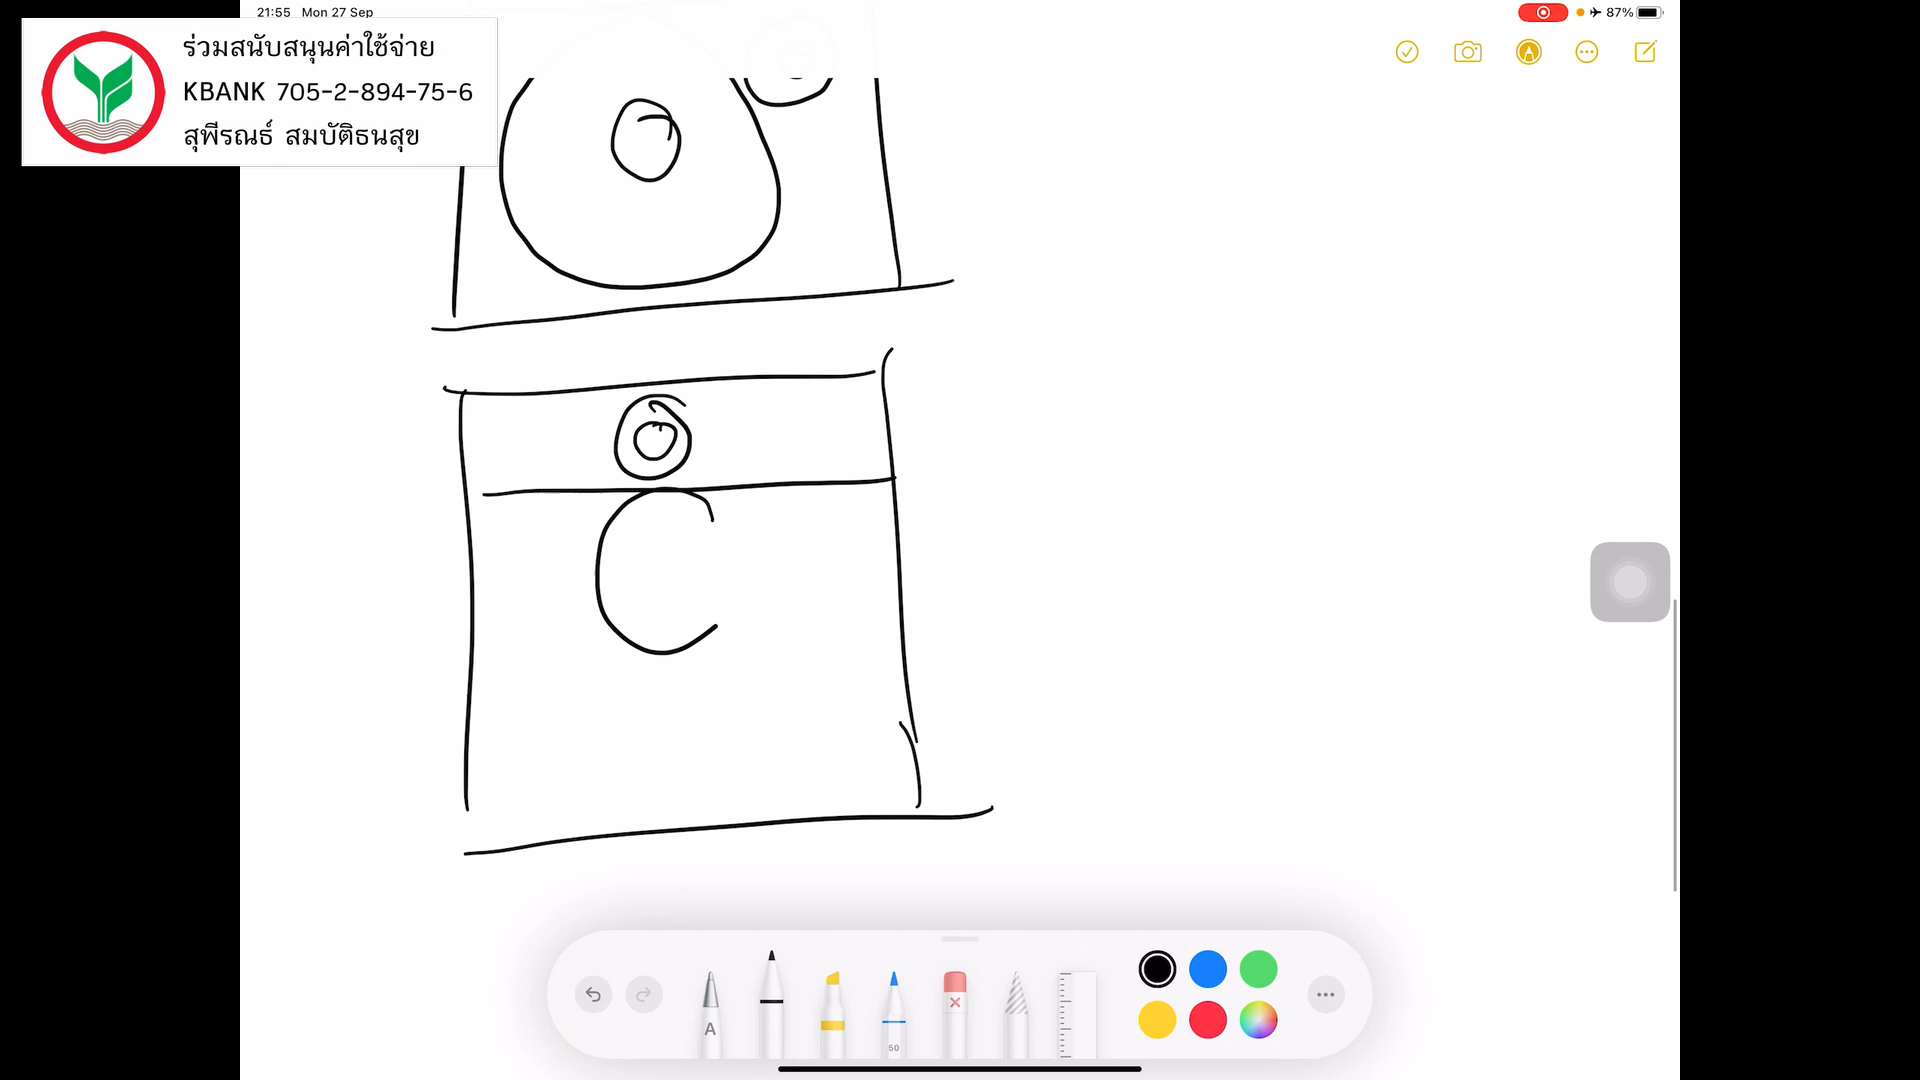 21:55 Mon 27 Sep
87%
ร่วมสนับสนุนค่าใช้จ่าย
KBANK 705-2-894-75-6
สุพีรณธ์ สมบัติธนสุข
A
50